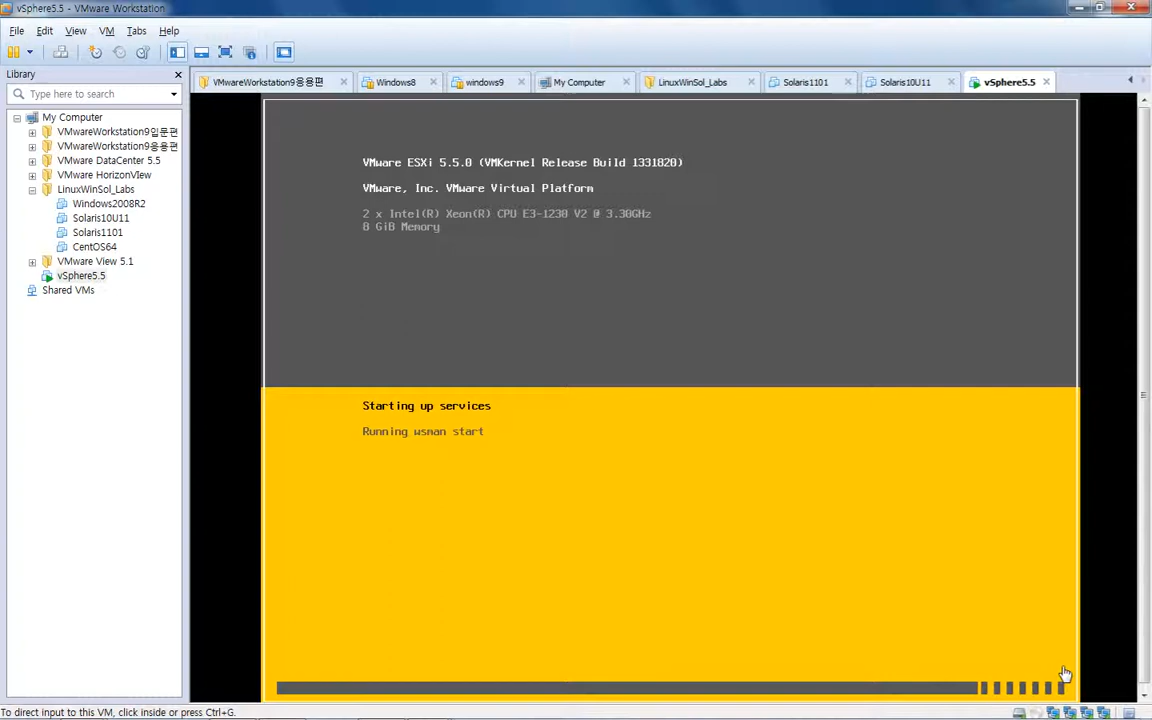 vSphere5.5 - VMware Workstation
File Edit View VM Tabs Help
Library
Type here to search
My Computer
VMwareWorkstation9입문편
VMwareWorkstation9응용편
VMware DataCenter 5.5
VMware HorizonVIew
LinuxWinSol_Labs
Windows2008R2
Solaris10U11
Solaris1101
CentOS64
VMware View 5.1
vSphere5.5
Shared VMs
VMwareWorkstation9응용편 Windows8 windows9 My Computer LinuxWinSol_Labs Solaris1101 Solaris10U11 vSphere5.5
VMware ESXi 5.5.0 (VMKernel Release Build 1331820)
VMware, Inc. VMware Virtual Platform
2 x Intel(R) Xeon(R) CPU E3-1230 V2 @ 3.30GHz
8 GiB Memory
Starting up services
Running wsman start
To direct input to this VM, click inside or press Ctrl+G.